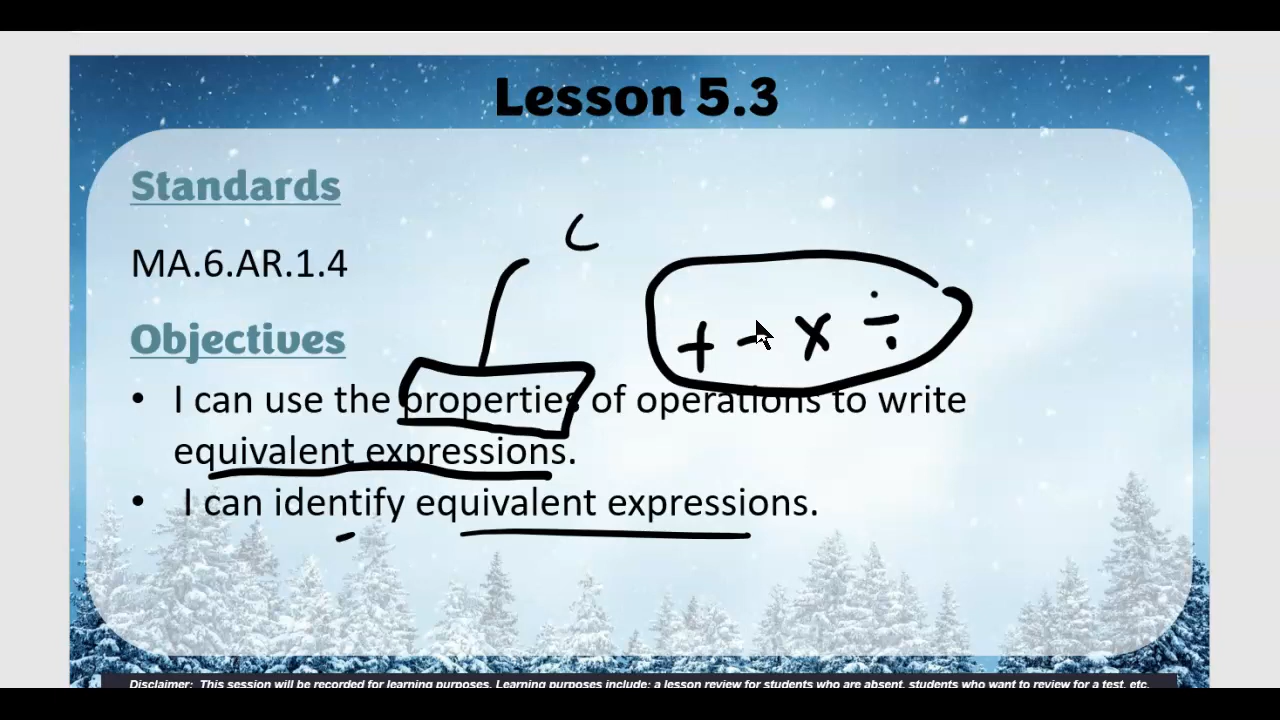 Lesson 5.3
Standards
MA.6.AR.1.4
C
+ - x ÷
Objectives
• I can use the properties of operations to write
equivalent expressions.
• I can identify equivalent expressions.
Disclaimer: This session will be recorded for learning purposes. Learning purposes include: a lesson review for students who are absent, students who want to review for a test, etc.